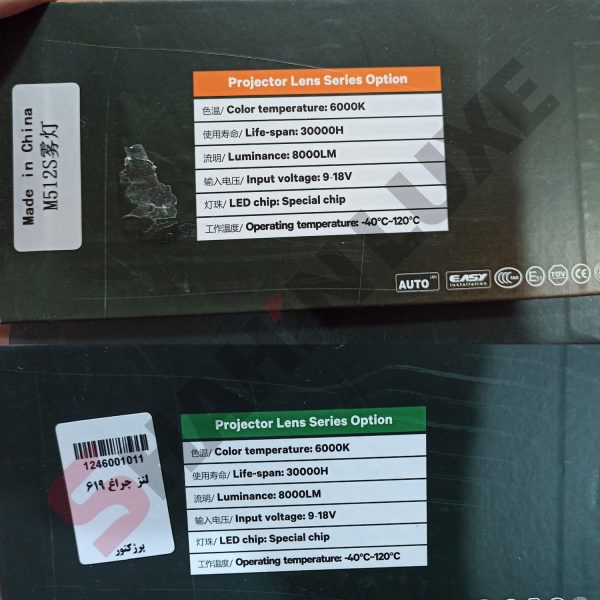 Made in China
M512S雾灯
Projector Lens Series Option
色温/ Color temperature: 6000K
使用寿命/ Life-span: 30000H
流明/ Luminance: 8000LM
输入电压/ Input voltage: 9-18V
灯珠/ LED chip: Special chip
工作温度/ Operating temperature: -40°C~120°C
AUTO LED
EASY
installation
CCC
E
TUV
CE
SHAHINLUXE
1246001011
لنز چراغ ۶۱۹
پرژکتور
Projector Lens Series Option
色温/ Color temperature: 6000K
使用寿命/ Life-span: 30000H
流明/ Luminance: 8000LM
输入电压/ Input voltage: 9-18V
灯珠/ LED chip: Special chip
工作温度/ Operating temperature: -40°C~120°C